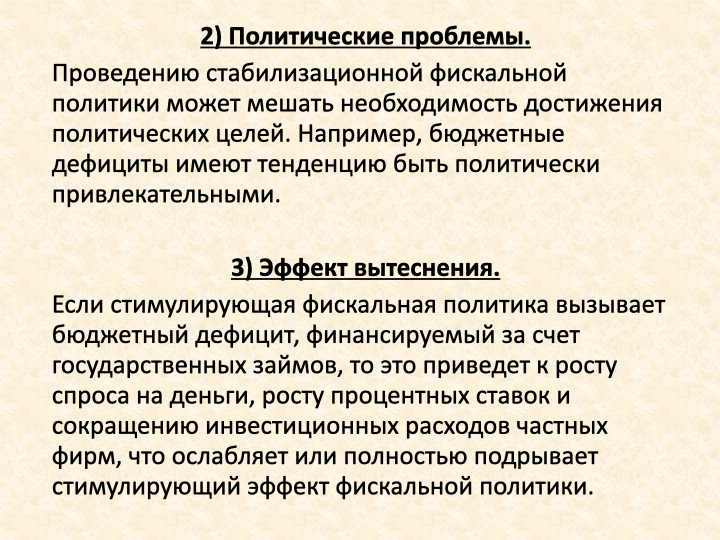 2) Политические проблемы.
Проведению стабилизационной фискальной
политики может мешать необходимость достижения
политических целей. Например, бюджетные
дефициты имеют тенденцию быть политически
привлекательными.
3) Эффект вытеснения.
Если стимулирующая фискальная политика вызывает
бюджетный дефицит, финансируемый за счет
государственных займов, то это приведет к росту
спроса на деньги, росту процентных ставок и
сокращению инвестиционных расходов частных
фирм, что ослабляет или полностью подрывает
стимулирующий эффект фискальной политики.